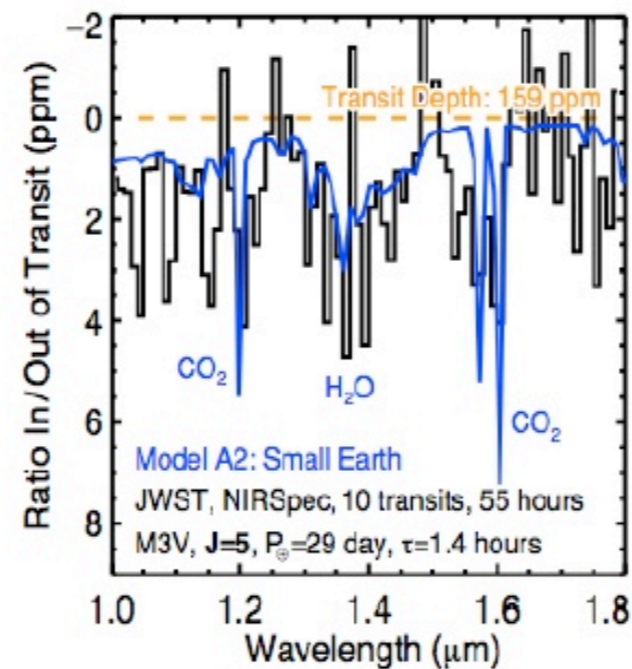 Ratio In/Out of Transit (ppm)
-2
0
2
4
6
8
Transit Depth: 159 ppm
CO₂
H₂O
CO₂
Model A2: Small Earth
JWST, NIRSpec, 10 transits, 55 hours
M3V, J=5, P⊕=29 day, τ=1.4 hours
1.0 1.2 1.4 1.6 1.8
Wavelength (μm)